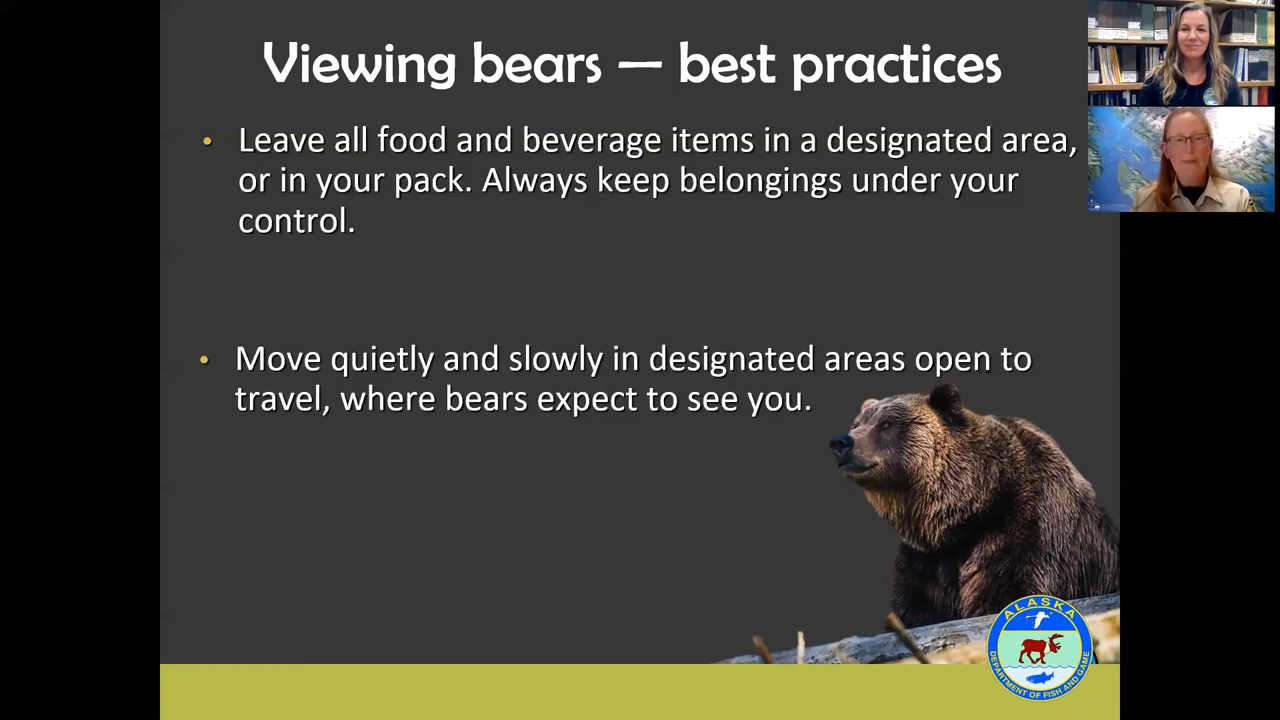 Viewing bears — best practices
• Leave all food and beverage items in a designated area,
or in your pack. Always keep belongings under your
control.
• Move quietly and slowly in designated areas open to
travel, where bears expect to see you.
ALASKA
DEPARTMENT OF FISH AND GAME